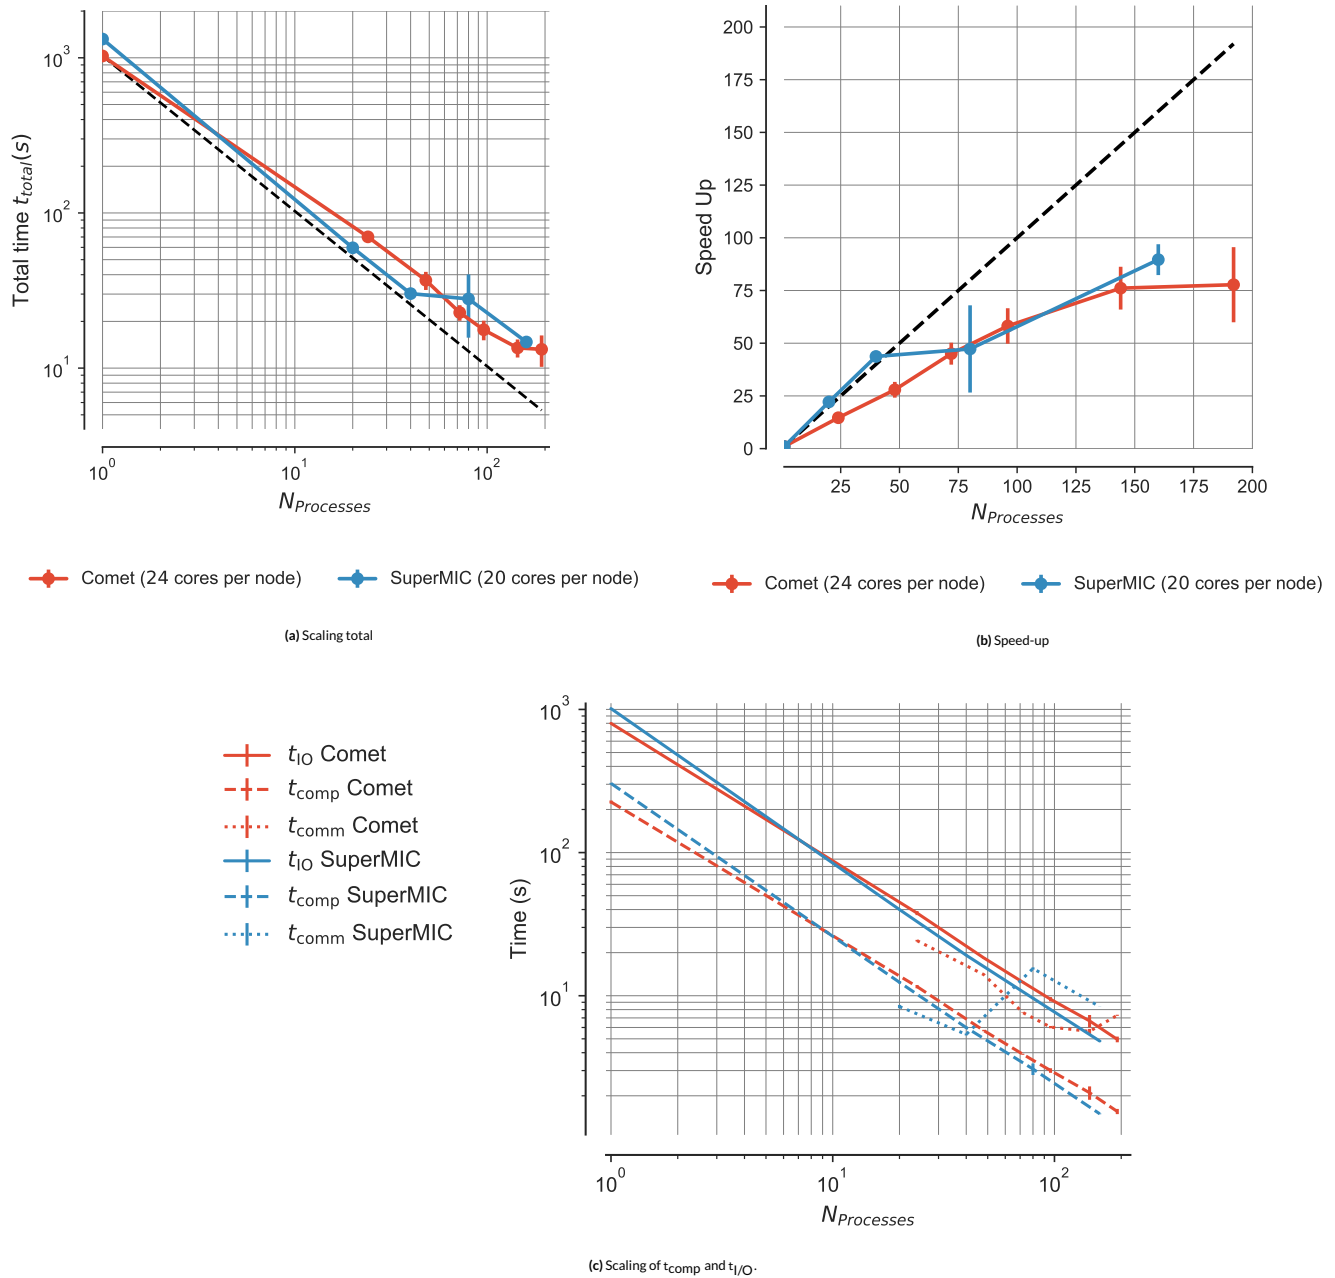 10^3
10^2
10^1
Total time t_total(s)
10^0 10^1 10^2
N_Processes
Comet (24 cores per node) SuperMIC (20 cores per node)
(a) Scaling total
200
175
150
125
100
75
50
25
0
Speed Up
25 50 75 100 125 150 175 200
N_Processes
Comet (24 cores per node) SuperMIC (20 cores per node)
(b) Speed-up
t_IO Comet
t_comp Comet
t_comm Comet
t_IO SuperMIC
t_comp SuperMIC
t_comm SuperMIC
10^3
10^2
10^1
Time (s)
10^0 10^1 10^2
N_Processes
(c) Scaling of t_comp and t_I/O.